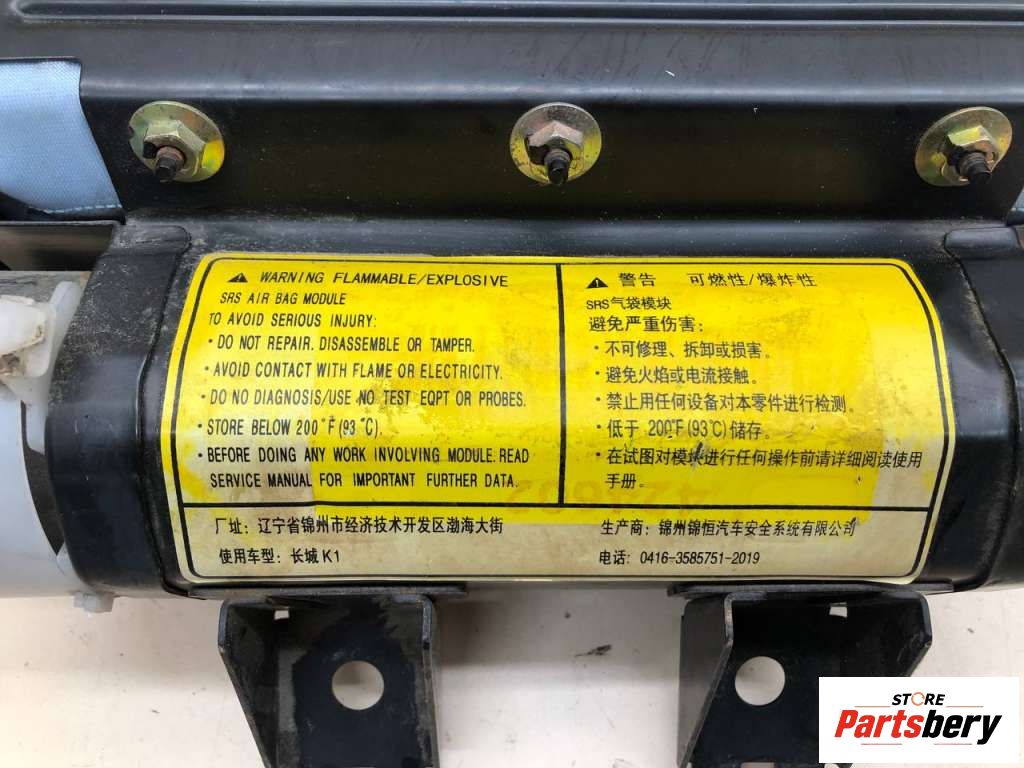 WARNING FLAMMABLE/EXPLOSIVE
SRS AIR BAG MODULE
TO AVOID SERIOUS INJURY:
• DO NOT REPAIR. DISASSEMBLE OR TAMPER.
• AVOID CONTACT WITH FLAME OR ELECTRICITY.
• DO NO DIAGNOSIS/USE NO TEST EQPT OR PROBES.
• STORE BELOW 200°F(93°C).
• BEFORE DOING ANY WORK INVOLVING MODULE.READ
SERVICE MANUAL FOR IMPORTANT FURTHER DATA.
警告 可燃性/爆炸性
SRS气袋模块
避免严重伤害:
• 不可修理、拆卸或损害。
• 避免火焰或电流接触。
• 禁止用任何设备对本零件进行检测。
• 低于 200°F(93℃)储存。
• 在试图对模块进行任何操作前请详细阅读使用
手册.
厂址: 辽宁省锦州市经济技术开发区渤海大街
使用车型: 长城 K1
生产商: 锦州锦恒汽车安全系统有限公司
电话: 0416-3585751-2019
STORE
Partsbery